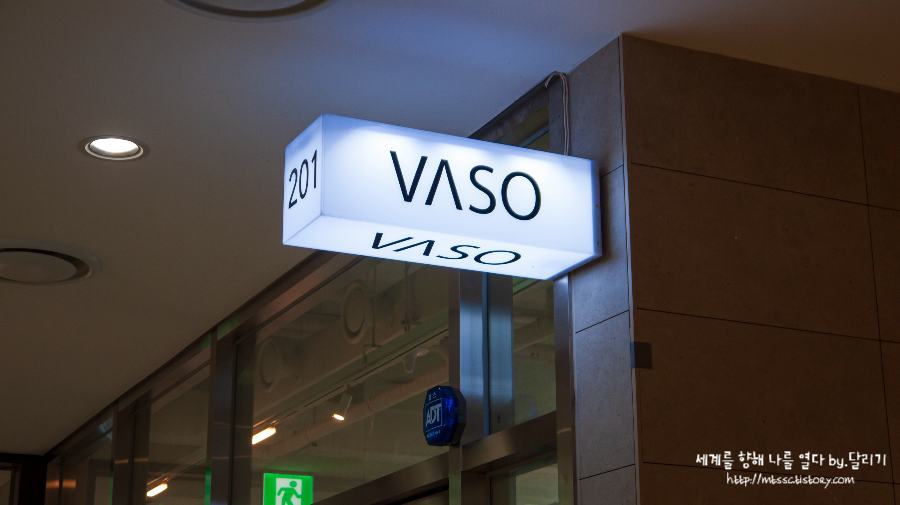 201
VASO
VASO
ADT
세계를 향해 나를 열다 by.달리기
http://mtssc.tistory.com